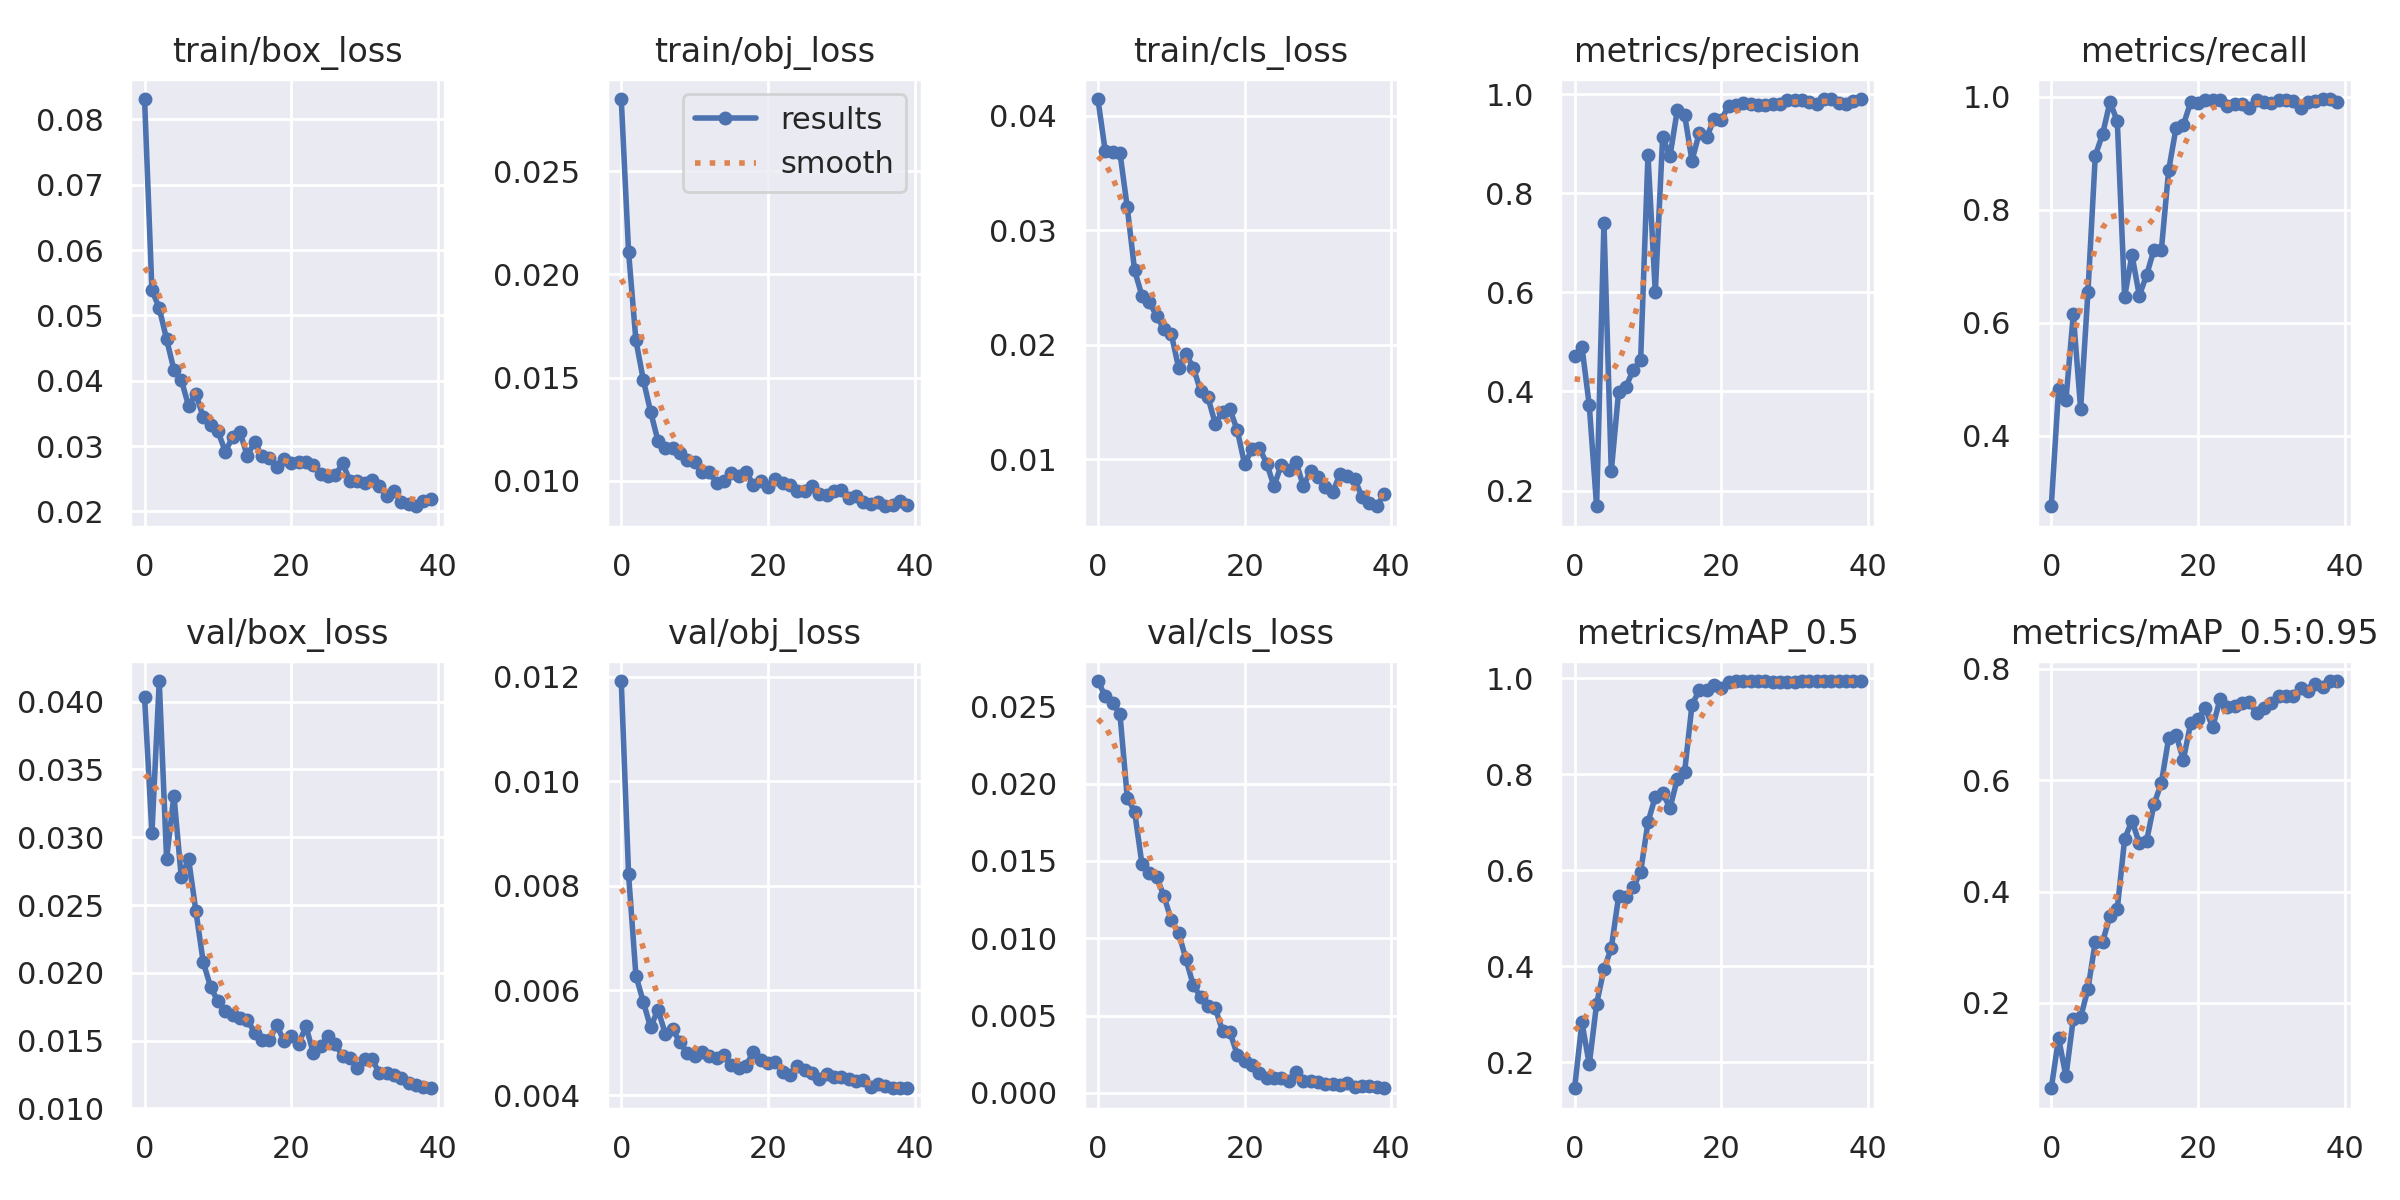 train/box_loss
0.08
0.07
0.06
0.05
0.04
0.03
0.02
0 20 40
train/obj_loss
results
smooth
0.025
0.020
0.015
0.010
0 20 40
train/cls_loss
0.04
0.03
0.02
0.01
0 20 40
metrics/precision
1.0
0.8
0.6
0.4
0.2
0 20 40
metrics/recall
1.0
0.8
0.6
0.4
0 20 40
val/box_loss
0.040
0.035
0.030
0.025
0.020
0.015
0.010
0 20 40
val/obj_loss
0.012
0.010
0.008
0.006
0.004
0 20 40
val/cls_loss
0.025
0.020
0.015
0.010
0.005
0.000
0 20 40
metrics/mAP_0.5
1.0
0.8
0.6
0.4
0.2
0 20 40
metrics/mAP_0.5:0.95
0.8
0.6
0.4
0.2
0 20 40